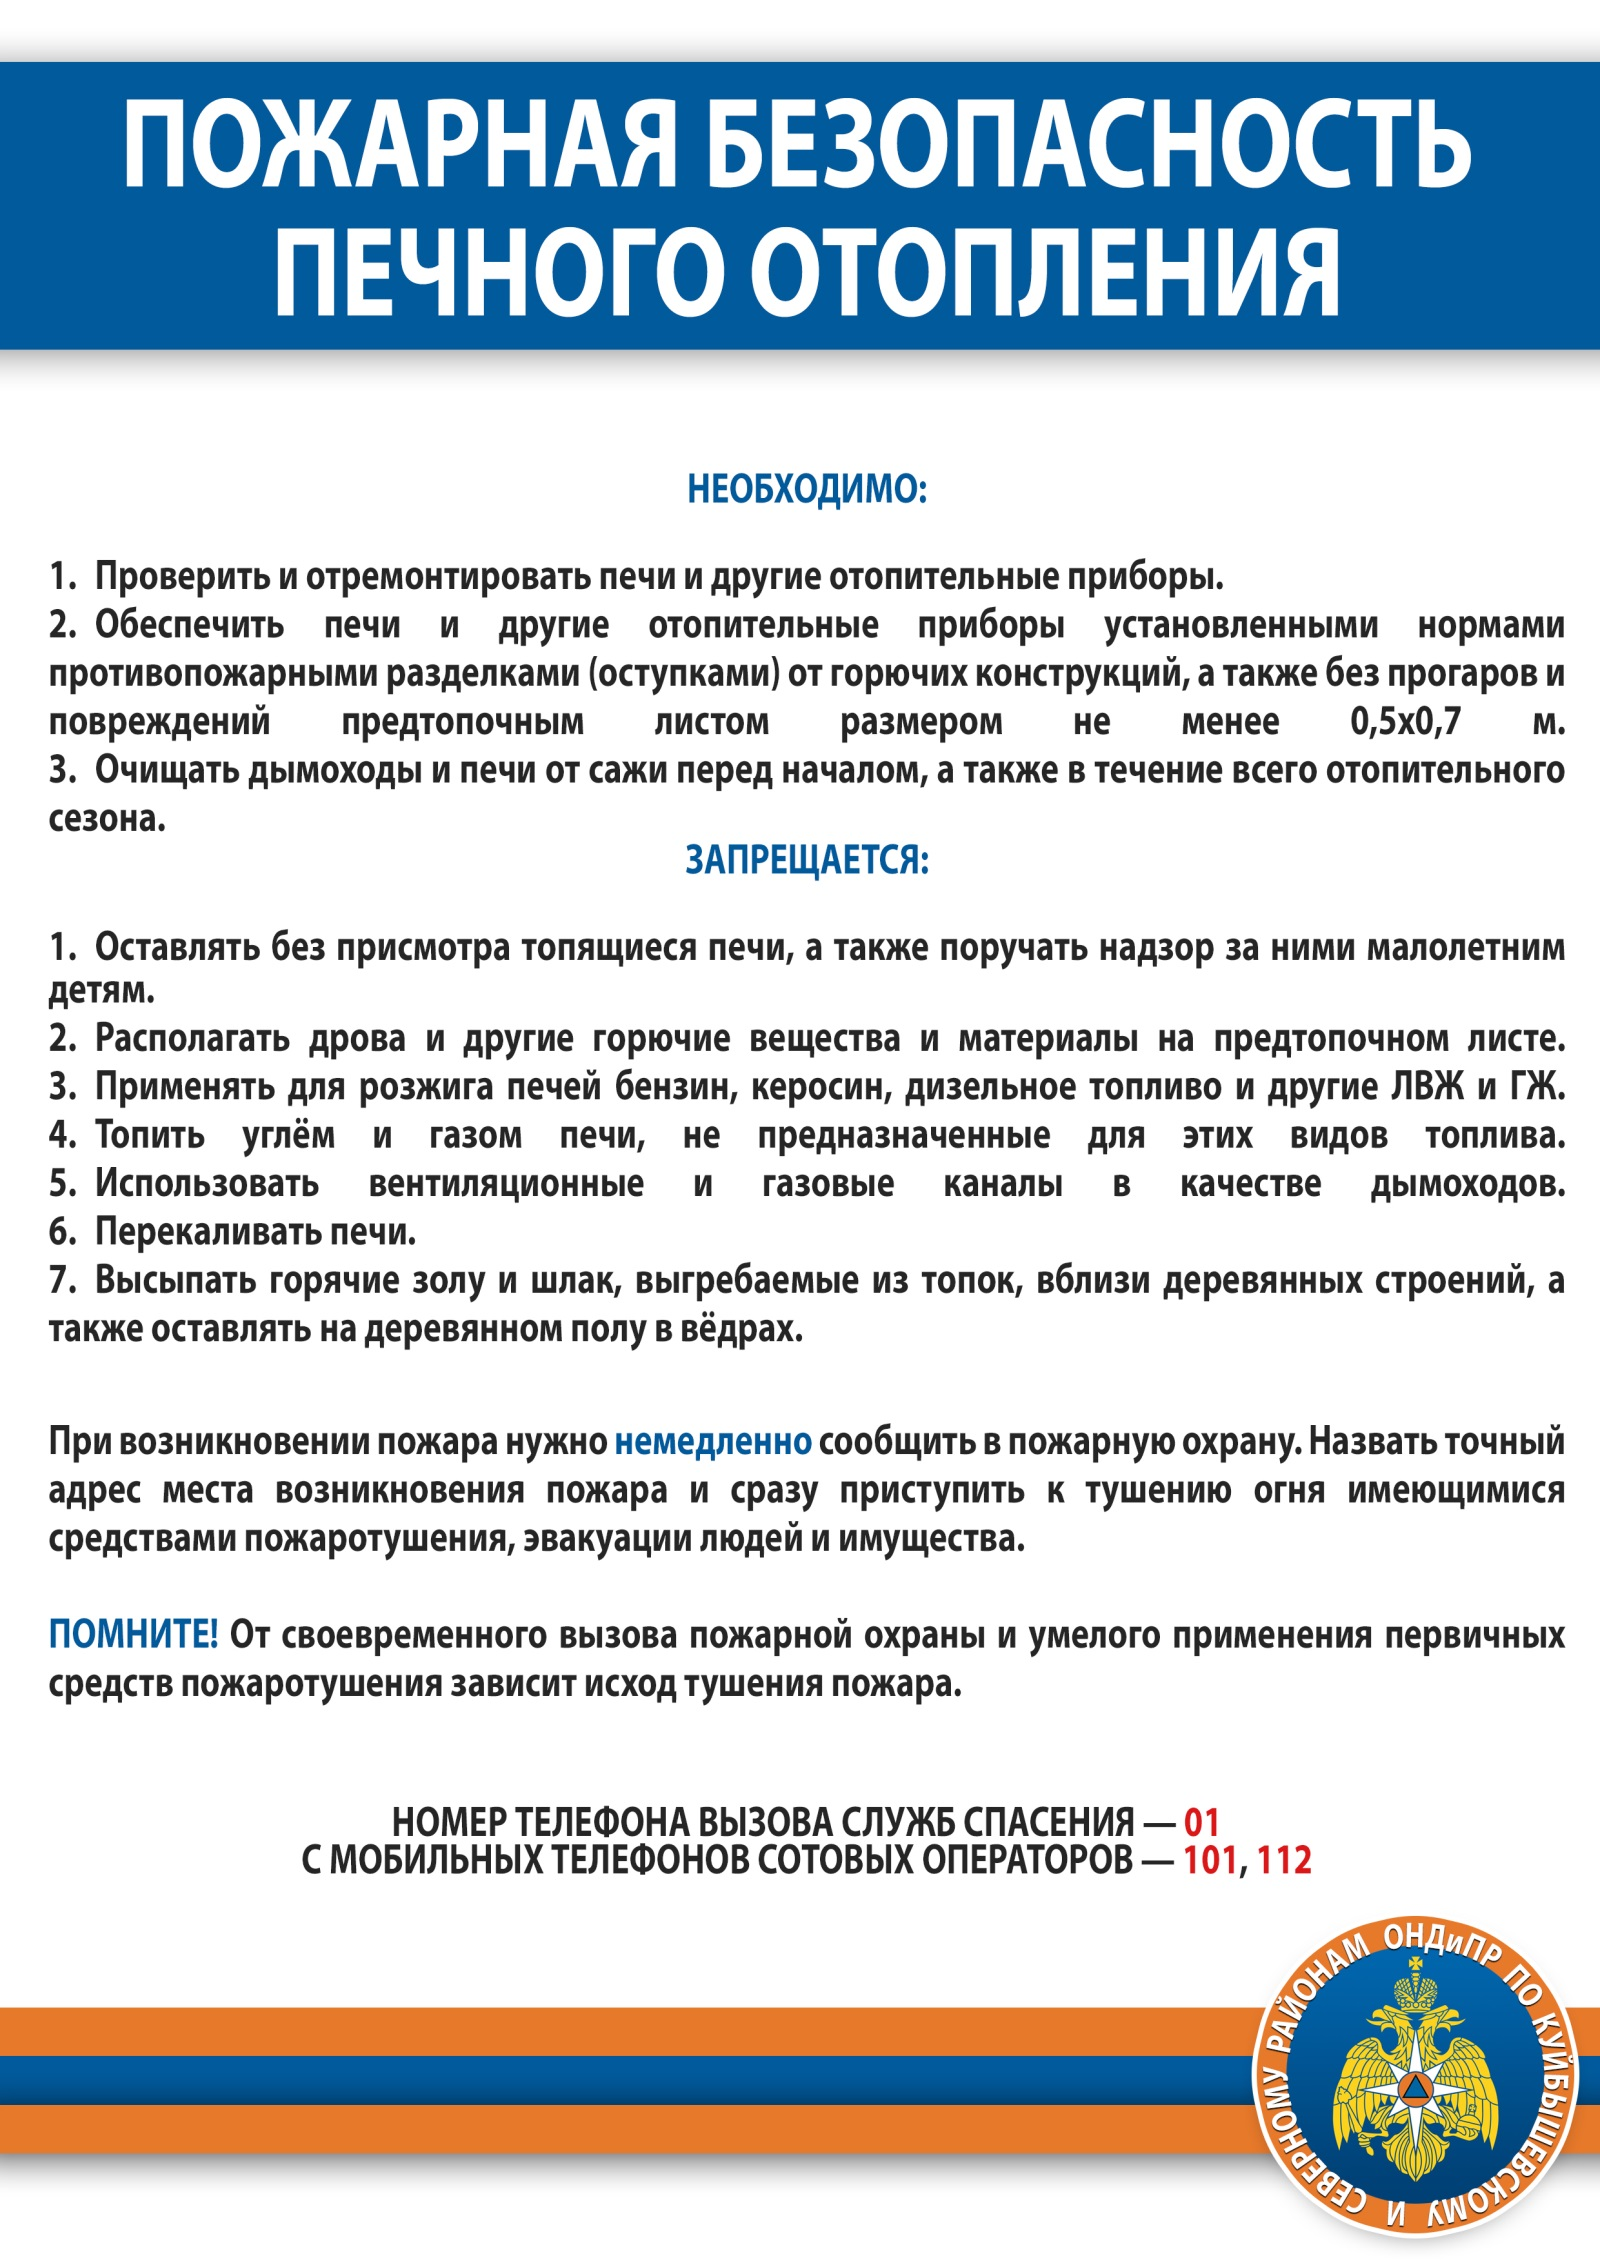 ПОЖАРНАЯ БЕЗОПАСНОСТЬ
ПЕЧНОГО ОТОПЛЕНИЯ
НЕОБХОДИМО:
1. Проверить и отремонтировать печи и другие отопительные приборы.
2. Обеспечить печи и другие отопительные приборы установленными нормами
противопожарными разделками (оступками) от горючих конструкций, а также без прогаров и
повреждений предтопочным листом размером не менее 0,5х0,7 м.
3. Очищать дымоходы и печи от сажи перед началом, а также в течение всего отопительного
сезона.
ЗАПРЕЩАЕТСЯ:
1. Оставлять без присмотра топящиеся печи, а также поручать надзор за ними малолетним
детям.
2. Располагать дрова и другие горючие вещества и материалы на предтопочном листе.
3. Применять для розжига печей бензин, керосин, дизельное топливо и другие ЛВЖ и ГЖ.
4. Топить углём и газом печи, не предназначенные для этих видов топлива.
5. Использовать вентиляционные и газовые каналы в качестве дымоходов.
6. Перекаливать печи.
7. Высыпать горячие золу и шлак, выгребаемые из топок, вблизи деревянных строений, а
также оставлять на деревянном полу в вёдрах.
При возникновении пожара нужно немедленно сообщить в пожарную охрану. Назвать точный
адрес места возникновения пожара и сразу приступить к тушению огня имеющимися
средствами пожаротушения, эвакуации людей и имущества.
ПОМНИТЕ! От своевременного вызова пожарной охраны и умелого применения первичных
средств пожаротушения зависит исход тушения пожара.
НОМЕР ТЕЛЕФОНА ВЫЗОВА СЛУЖБ СПАСЕНИЯ — 01
С МОБИЛЬНЫХ ТЕЛЕФОНОВ СОТОВЫХ ОПЕРАТОРОВ — 101, 112
ОНДиПР ПО КУЙБЫШЕВСКОМУ И СЕВЕРНОМУ РАЙОНАМ